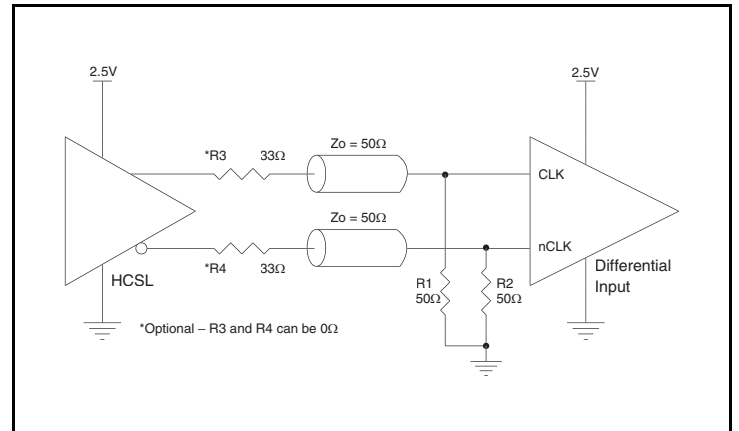 2.5V
2.5V
*R3 33Ω
Zo = 50Ω
CLK
Zo = 50Ω
nCLK
*R4 33Ω
HCSL
R1
50Ω
R2
50Ω
Differential
Input
*Optional – R3 and R4 can be 0Ω